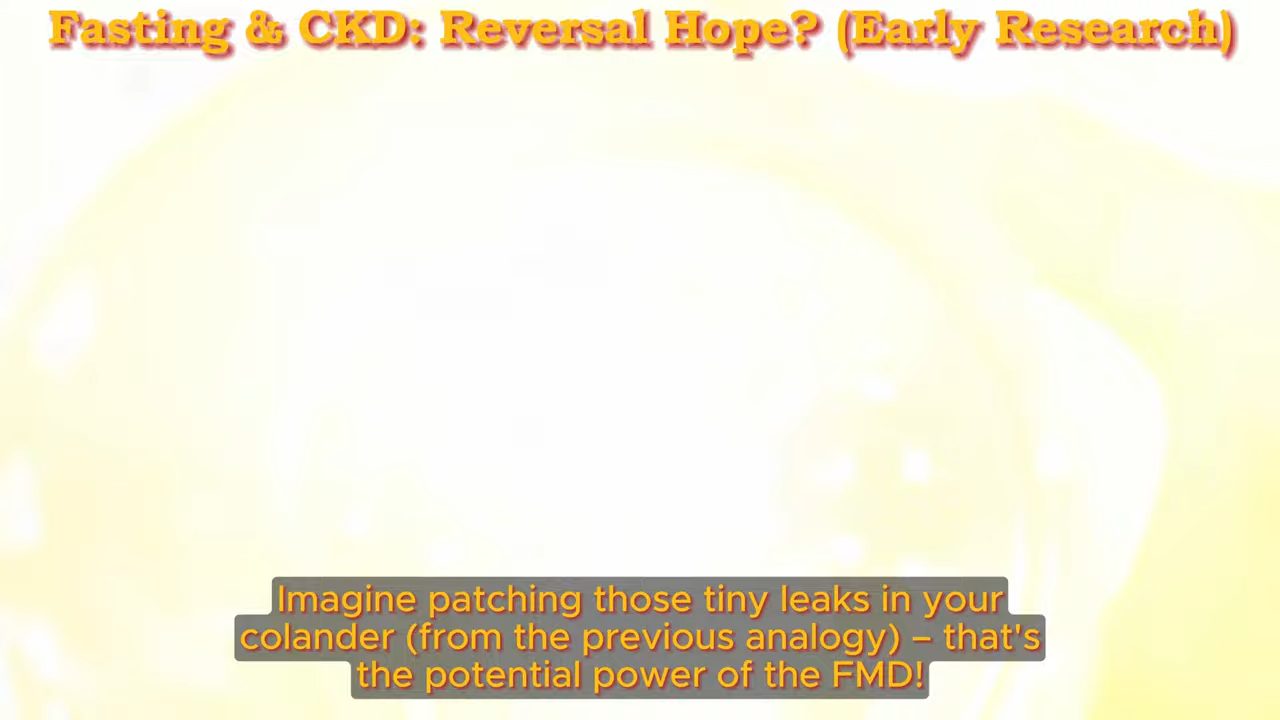 Fasting & CKD: Reversal Hope? (Early Research)
Imagine patching those tiny leaks in your
colander (from the previous analogy) – that's
the potential power of the FMD!